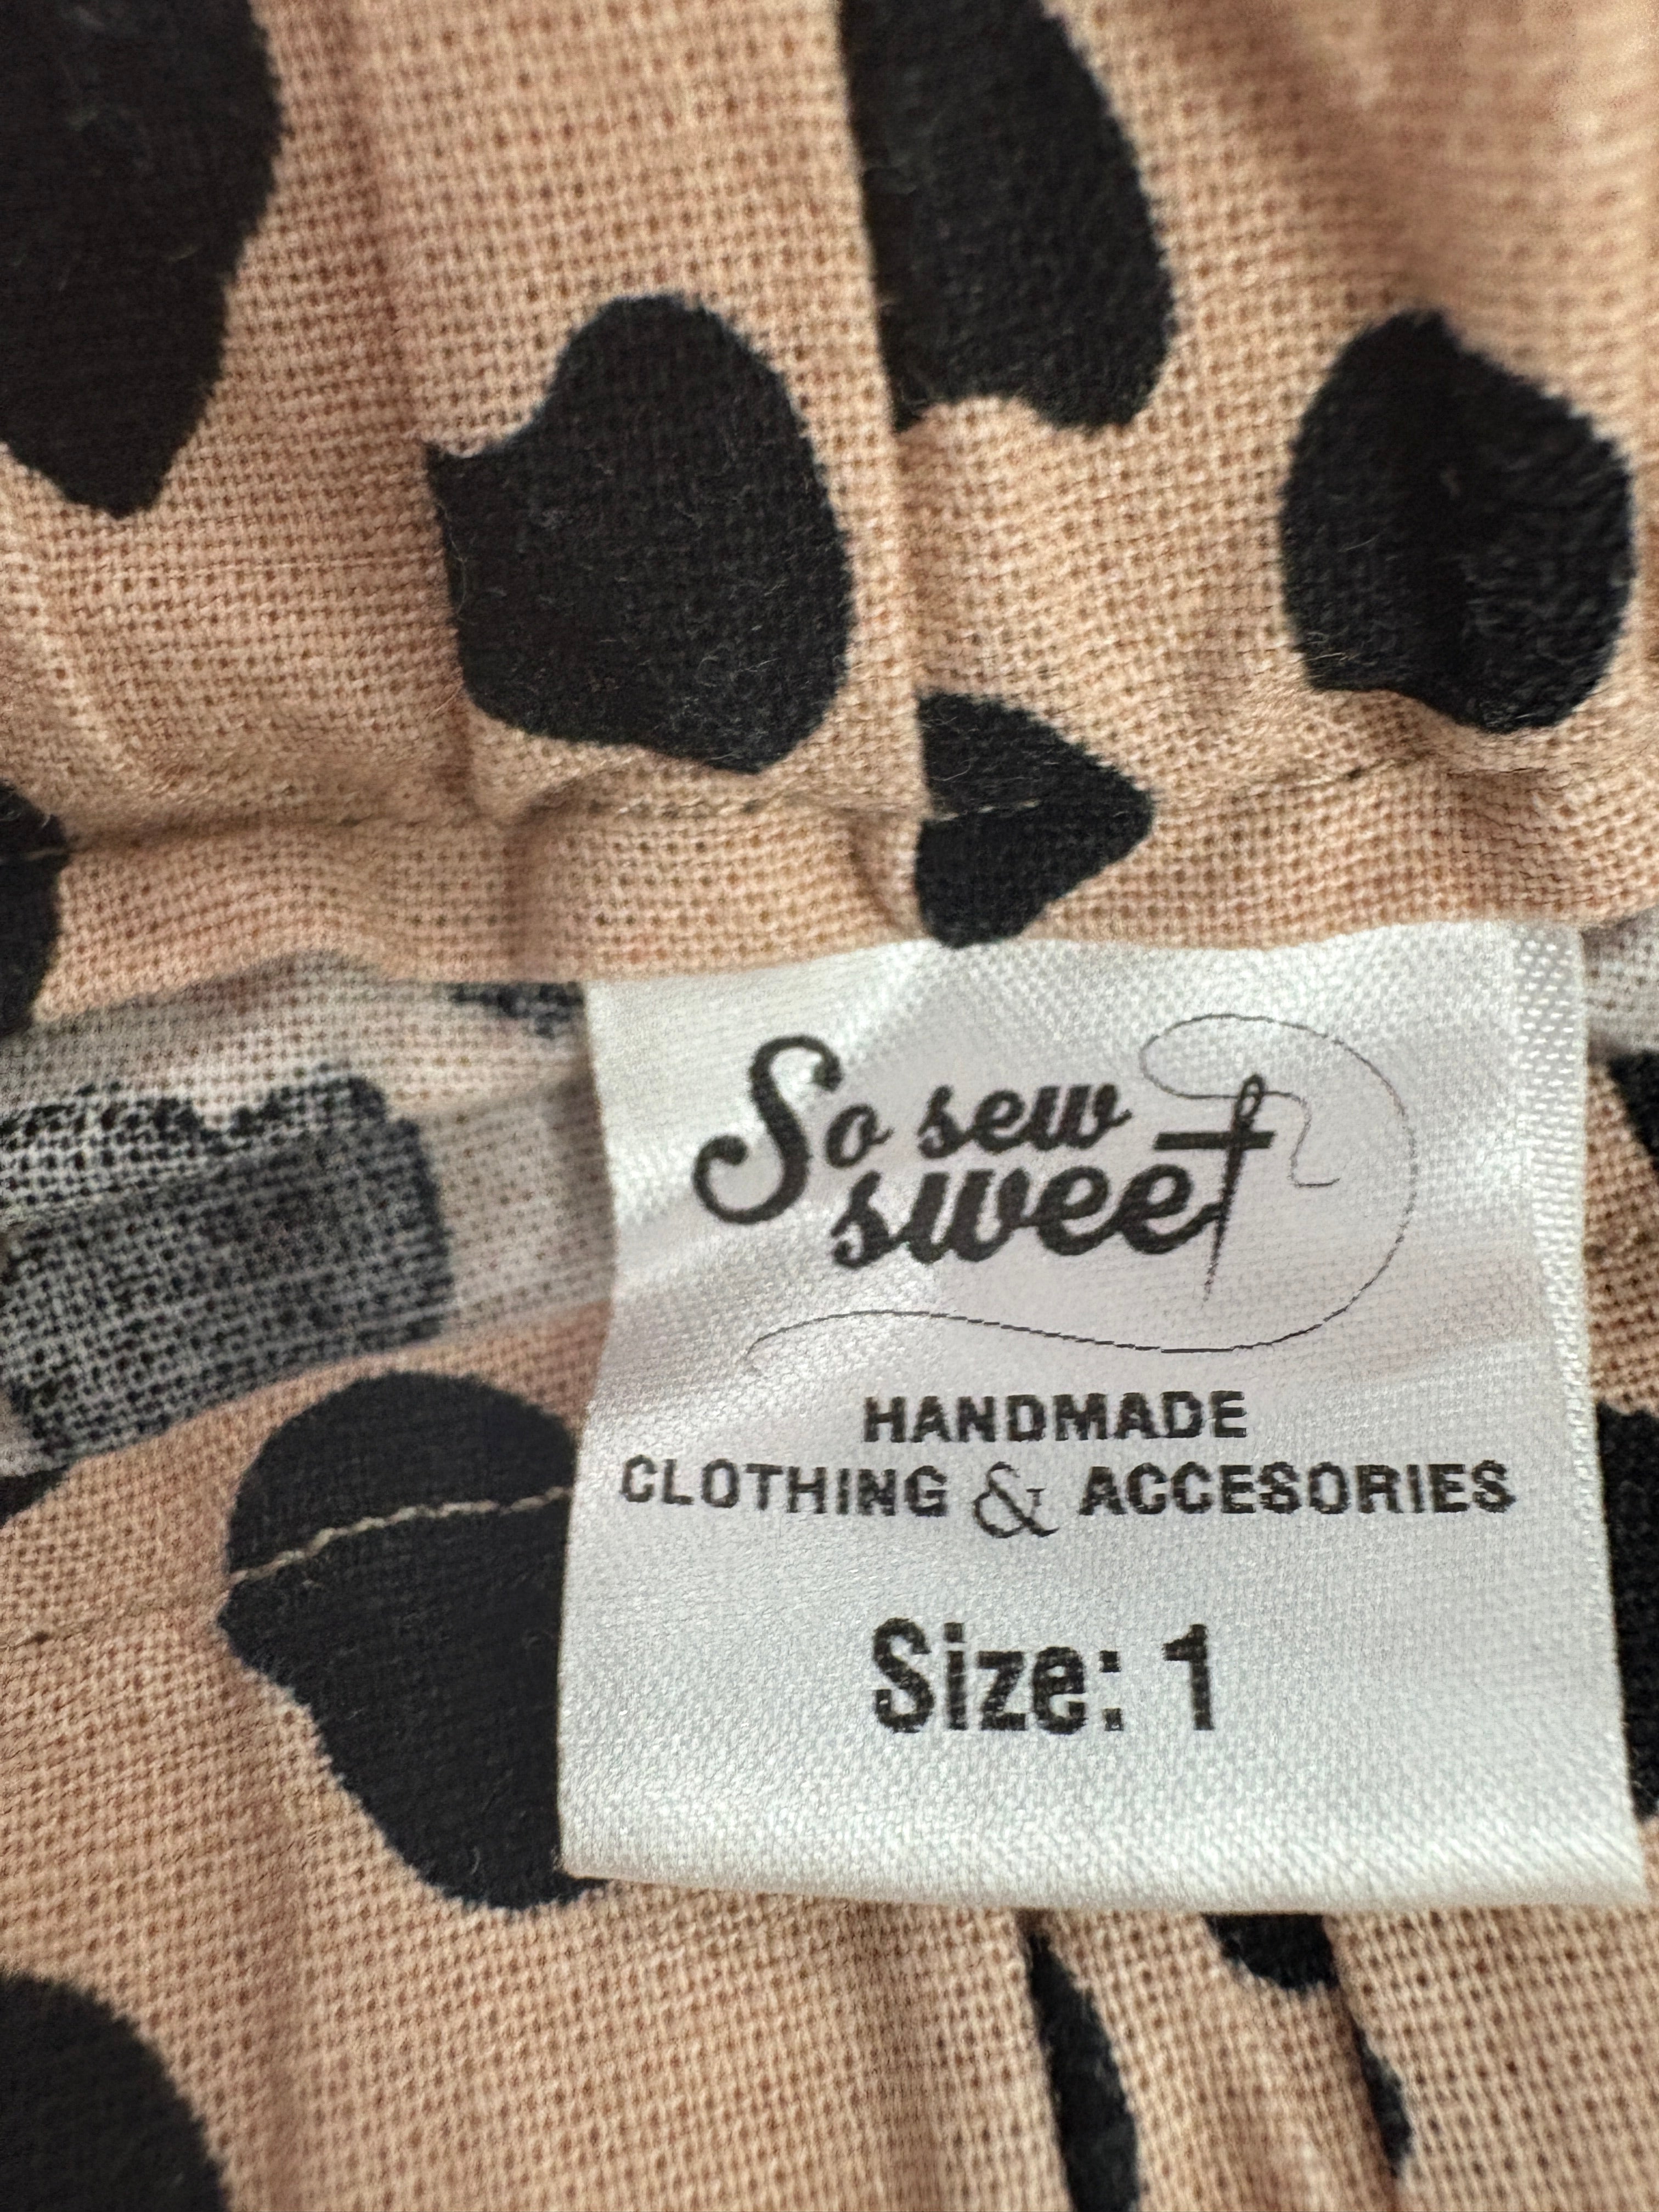 So sew
sweet
HANDMADE
CLOTHING & ACCESORIES
Size: 1